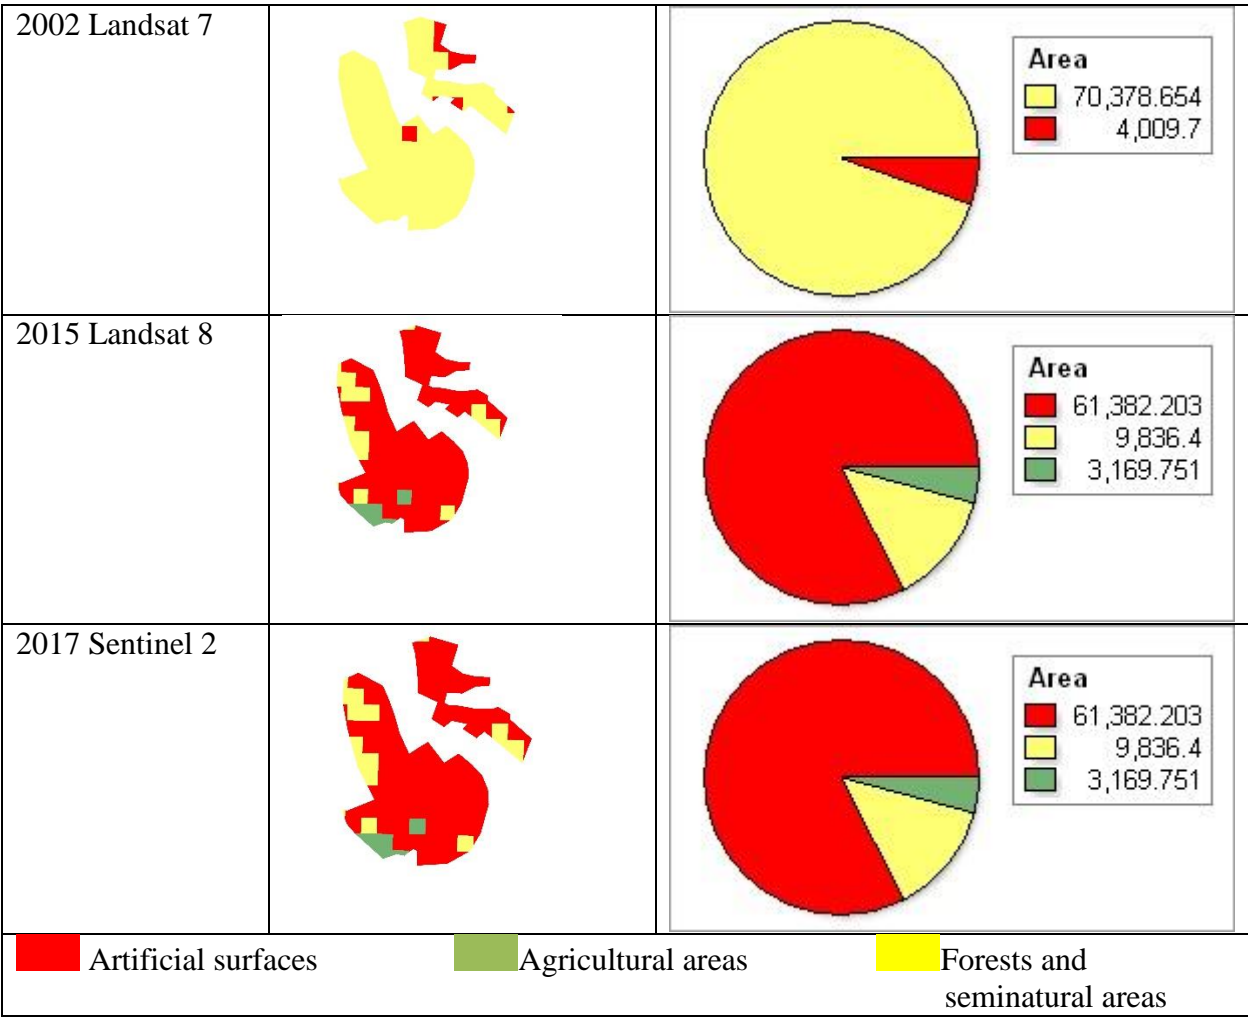 2002 Landsat 7
Area
70,378.654
4,009.7
2015 Landsat 8
Area
61,382.203
9,836.4
3,169.751
2017 Sentinel 2
Area
61,382.203
9,836.4
3,169.751
Artificial surfaces
Agricultural areas
Forests and
seminatural areas